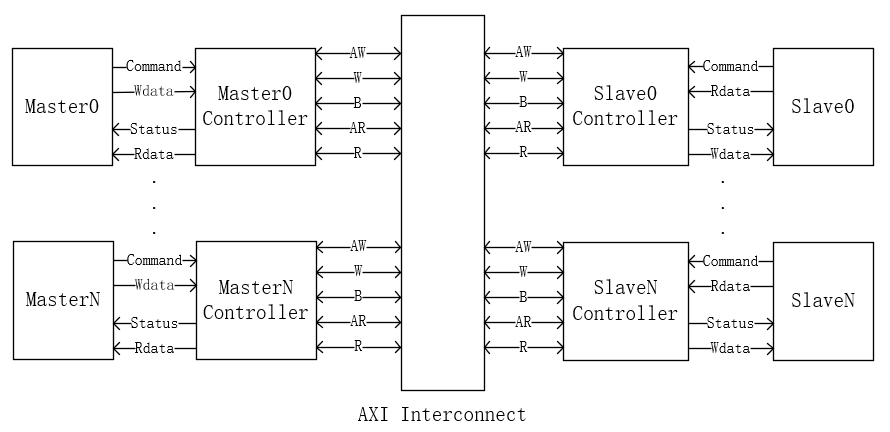 Master0
Command
Wdata
Status
Rdata
Master0
Controller
AW
W
B
AR
R
AW
W
B
AR
R
Slave0
Controller
Command
Rdata
Status
Wdata
Slave0
MasterN
Command
Wdata
Status
Rdata
MasterN
Controller
AW
W
B
AR
R
AW
W
B
AR
R
SlaveN
Controller
Command
Rdata
Status
Wdata
SlaveN
AXI Interconnect